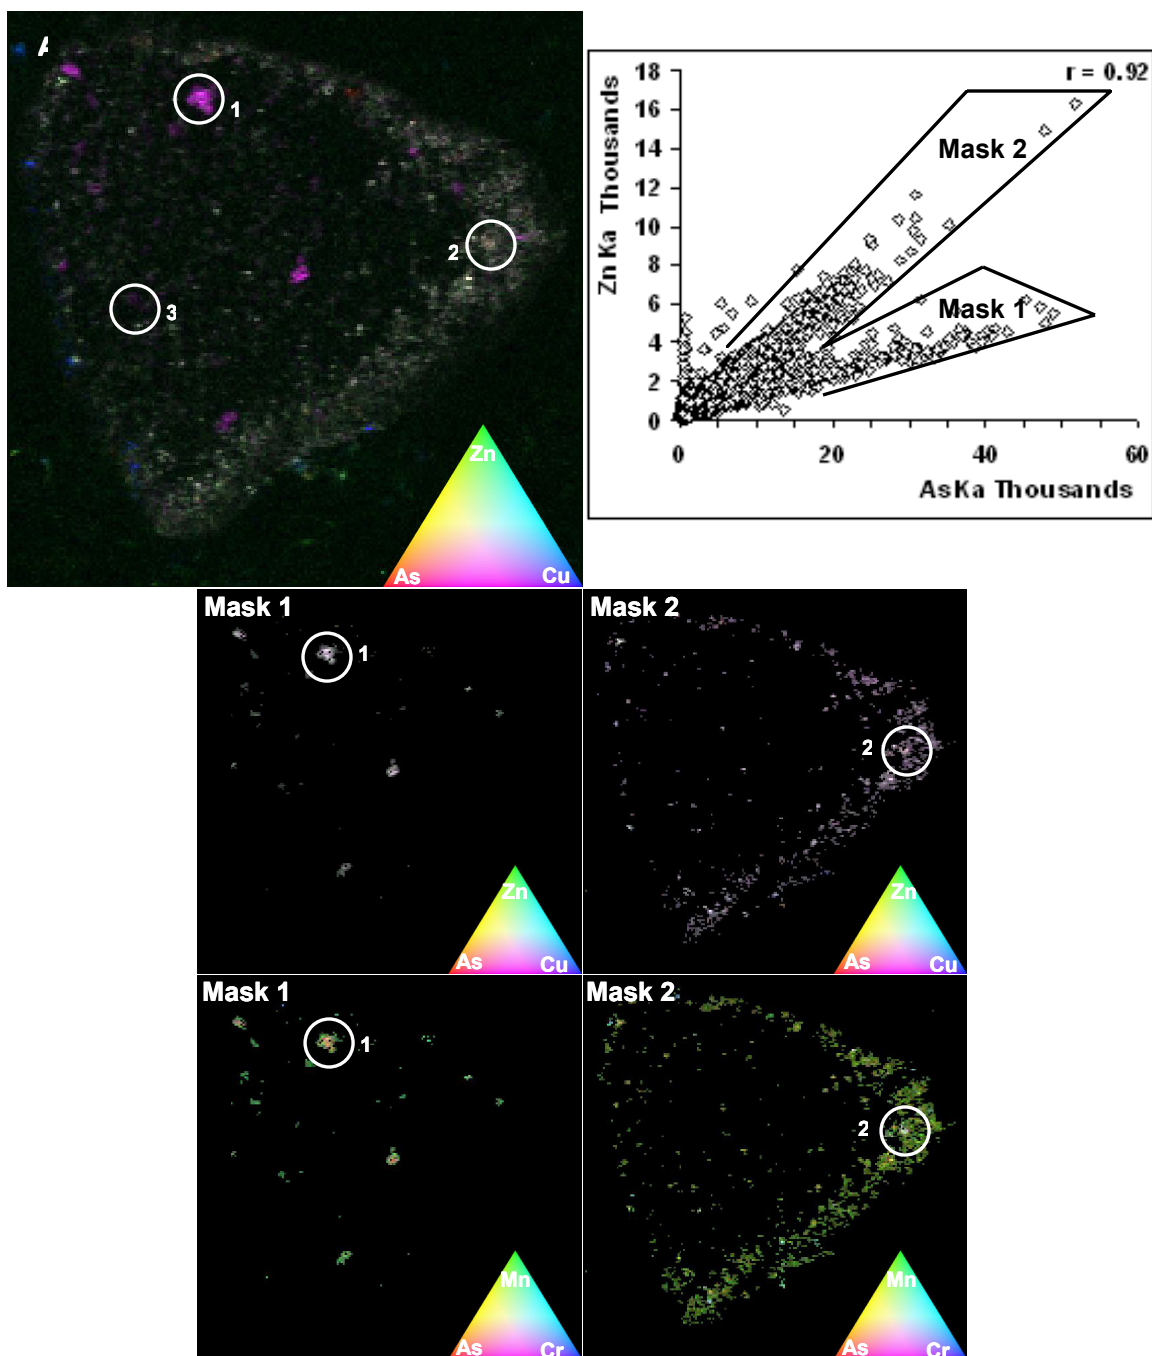 A
1
2
3
Zn
As Cu
r = 0.92
Zn Ka Thousands
18
16
14
12
10
8
6
4
2
0
Mask 2
Mask 1
0 20 40 60
AsKa Thousands
Mask 1
1
Zn
As Cu
Mask 2
2
Zn
As Cu
Mask 1
1
Mn
As Cr
Mask 2
2
Mn
As Cr